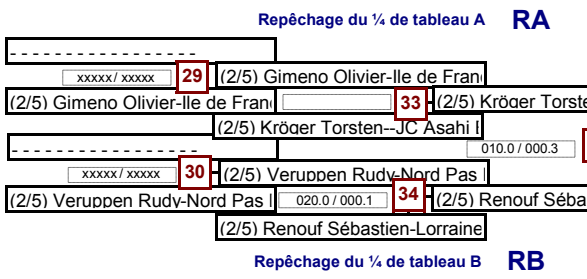 Repêchage du ¼ de tableau A RA
- - - - - - - - - - - - - - - - -
xxxxx / xxxxx 29 (2/5) Gimeno Olivier-Ile de Fran
(2/5) Gimeno Olivier-Ile de Fran 33 (2/5) Kröger Torste
(2/5) Kröger Torsten--JC Asahi
010.0 / 000.3
- - - - - - - - - - - - - - - - -
xxxxx / xxxxx 30 (2/5) Veruppen Rudy-Nord Pas
(2/5) Veruppen Rudy-Nord Pas 020.0 / 000.1 34 (2/5) Renouf Séba
(2/5) Renouf Sébastien-Lorraine
Repêchage du ¼ de tableau B RB